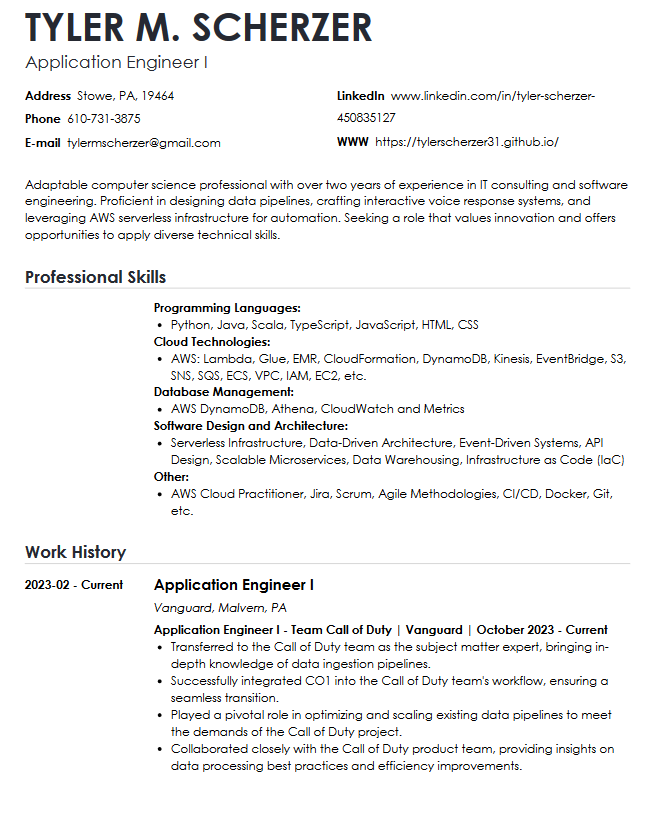 TYLER M. SCHERZER
Application Engineer I
Address Stowe, PA, 19464
Phone 610-731-3875
E-mail tylermscherzer@gmail.com
LinkedIn www.linkedin.com/in/tyler-scherzer-
450835127
WWW https://tylerscherzer31.github.io/
Adaptable computer science professional with over two years of experience in IT consulting and software
engineering. Proficient in designing data pipelines, crafting interactive voice response systems, and
leveraging AWS serverless infrastructure for automation. Seeking a role that values innovation and offers
opportunities to apply diverse technical skills.
Professional Skills
Programming Languages:
• Python, Java, Scala, TypeScript, JavaScript, HTML, CSS
Cloud Technologies:
• AWS: Lambda, Glue, EMR, CloudFormation, DynamoDB, Kinesis, EventBridge, S3,
SNS, SQS, ECS, VPC, IAM, EC2, etc.
Database Management:
• AWS DynamoDB, Athena, CloudWatch and Metrics
Software Design and Architecture:
• Serverless Infrastructure, Data-Driven Architecture, Event-Driven Systems, API
Design, Scalable Microservices, Data Warehousing, Infrastructure as Code (IaC)
Other:
• AWS Cloud Practitioner, Jira, Scrum, Agile Methodologies, CI/CD, Docker, Git,
etc.
Work History
2023-02 - Current
Application Engineer I
Vanguard, Malvern, PA
Application Engineer I - Team Call of Duty | Vanguard | October 2023 - Current
• Transferred to the Call of Duty team as the subject matter expert, bringing in-
depth knowledge of data ingestion pipelines.
• Successfully integrated CO1 into the Call of Duty team's workflow, ensuring a
seamless transition.
• Played a pivotal role in optimizing and scaling existing data pipelines to meet
the demands of the Call of Duty project.
• Collaborated closely with the Call of Duty product team, providing insights on
data processing best practices and efficiency improvements.